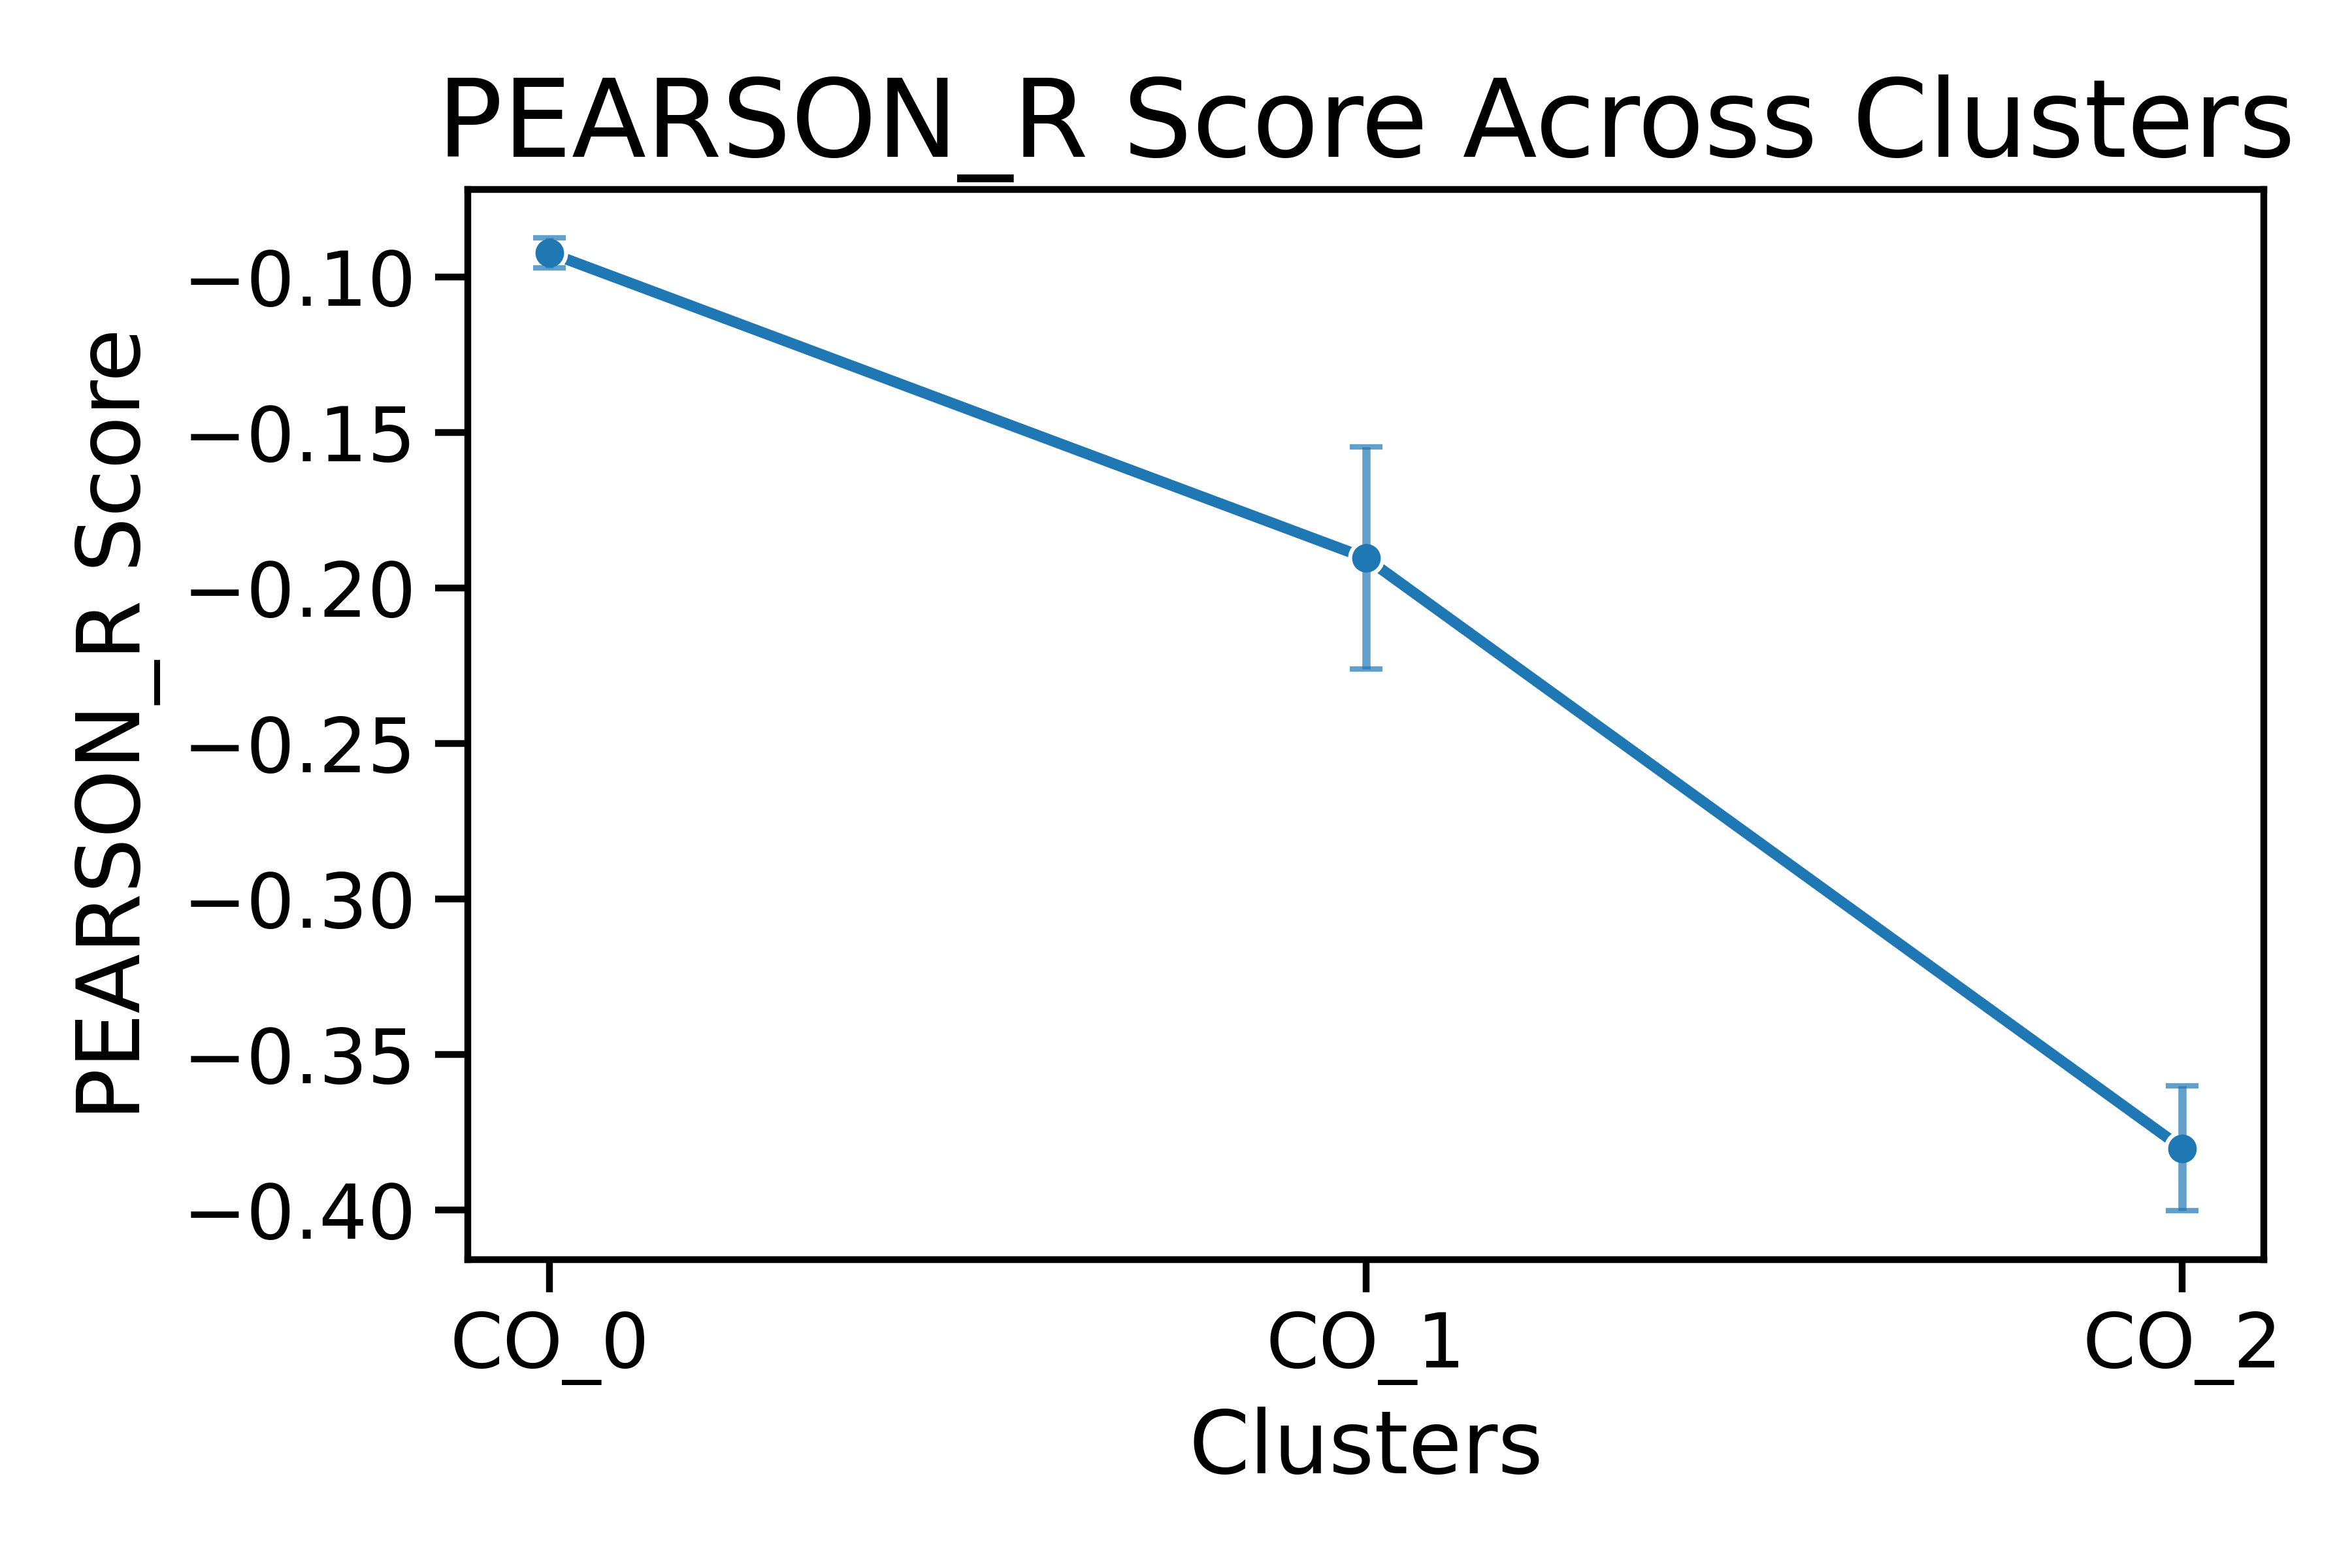 PEARSON_R Score Across Clusters
PEARSON_R Score
−0.10
−0.15
−0.20
−0.25
−0.30
−0.35
−0.40
CO_0 CO_1 CO_2
Clusters